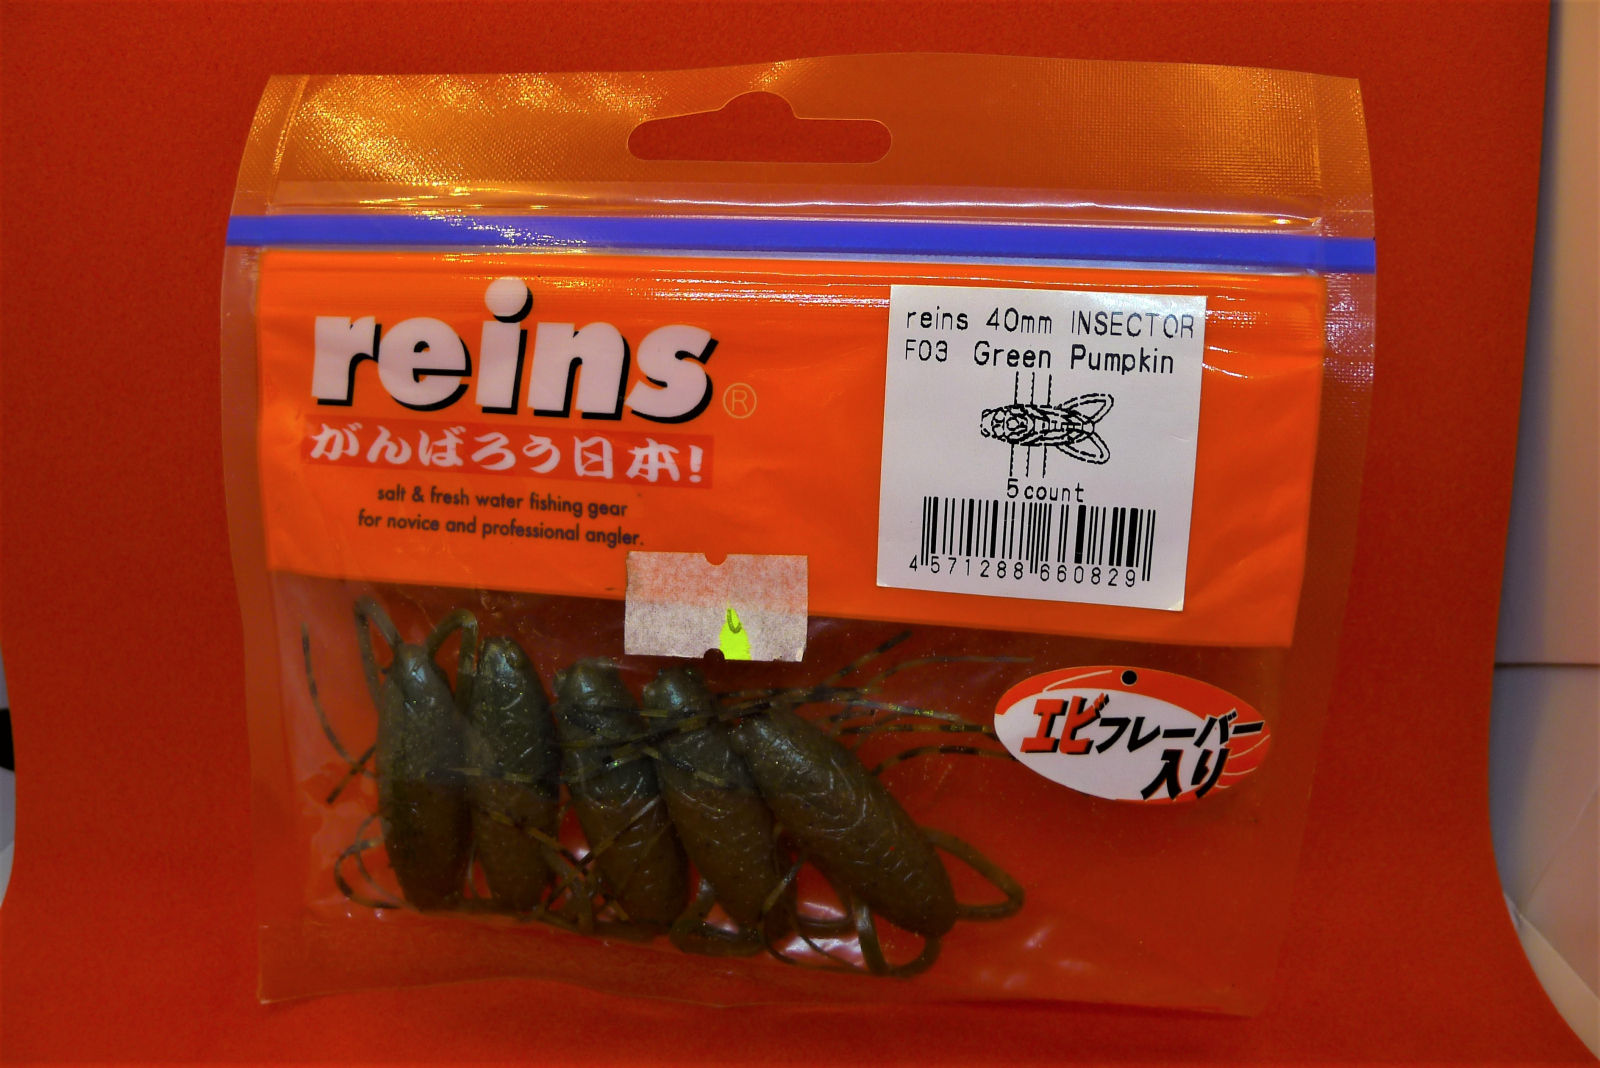 reins®
がんばろう日本!
salt & fresh water fishing gear
for novice and professional angler.
reins 40mm INSECTOR
F03 Green Pumpkin
5count
4 571288 660829
エビフレーバー
入り